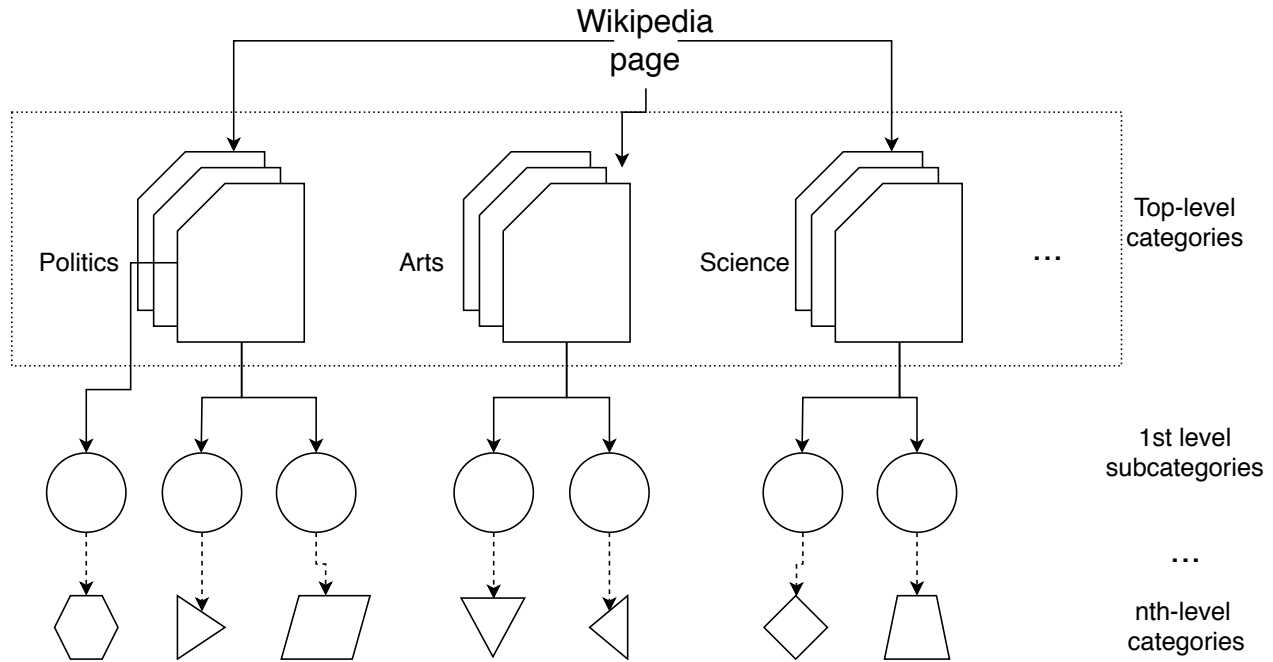 Wikipedia
page
Politics
Arts
Science
...
Top-level
categories
1st level
subcategories
...
nth-level
categories